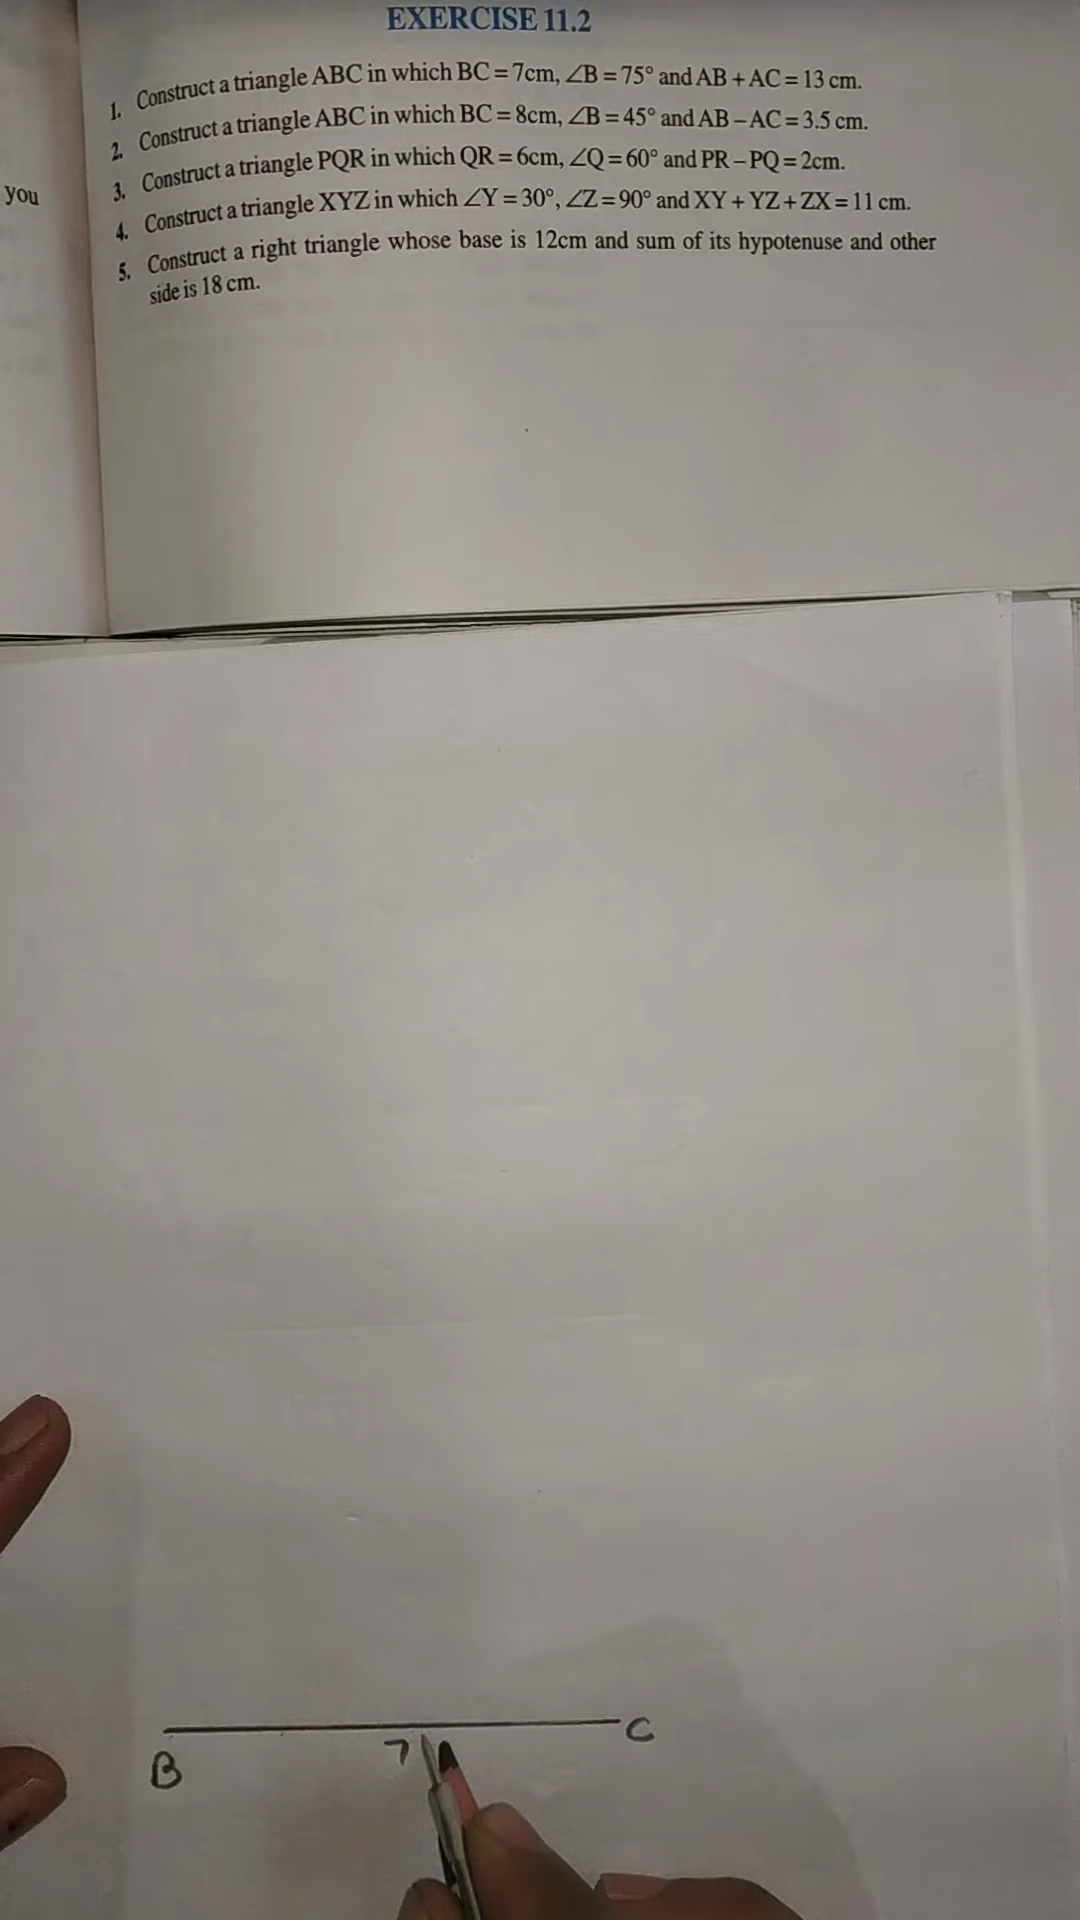 EXERCISE 11.2
1. Construct a triangle ABC in which BC = 7cm, ∠B = 75° and AB + AC = 13 cm.
2. Construct a triangle ABC in which BC = 8cm, ∠B = 45° and AB – AC = 3.5 cm.
3. Construct a triangle PQR in which QR = 6cm, ∠Q = 60° and PR – PQ = 2cm.
4. Construct a triangle XYZ in which ∠Y = 30°, ∠Z = 90° and XY + YZ + ZX = 11 cm.
5. Construct a right triangle whose base is 12cm and sum of its hypotenuse and other
side is 18 cm.
you
C
7
B